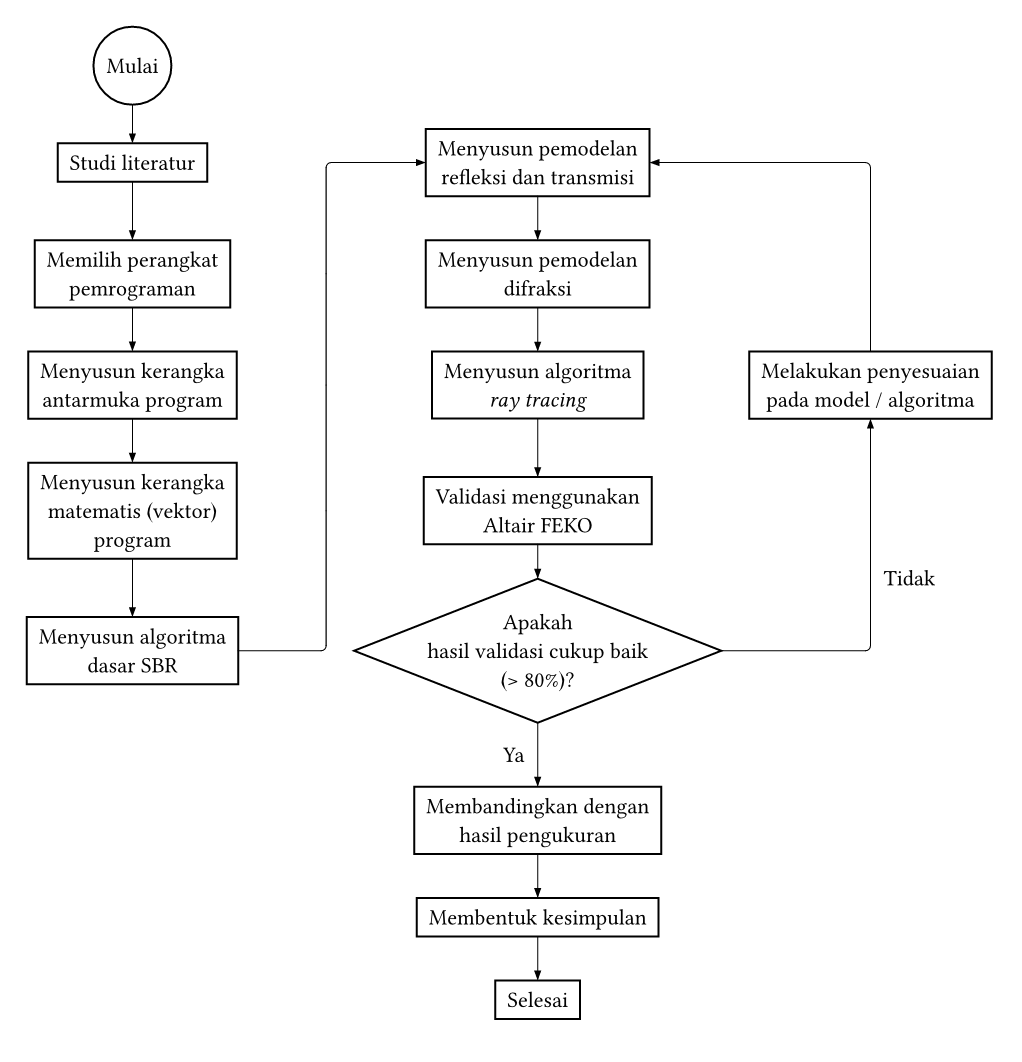 Mulai
Studi literatur
Memilih perangkat
pemrograman
Menyusun kerangka
antarmuka program
Menyusun kerangka
matematis (vektor)
program
Menyusun algoritma
dasar SBR
Menyusun pemodelan
refleksi dan transmisi
Menyusun pemodelan
difraksi
Menyusun algoritma
ray tracing
Validasi menggunakan
Altair FEKO
Apakah
hasil validasi cukup baik
(> 80%)?
Tidak
Melakukan penyesuaian
pada model / algoritma
Ya
Membandingkan dengan
hasil pengukuran
Membentuk kesimpulan
Selesai